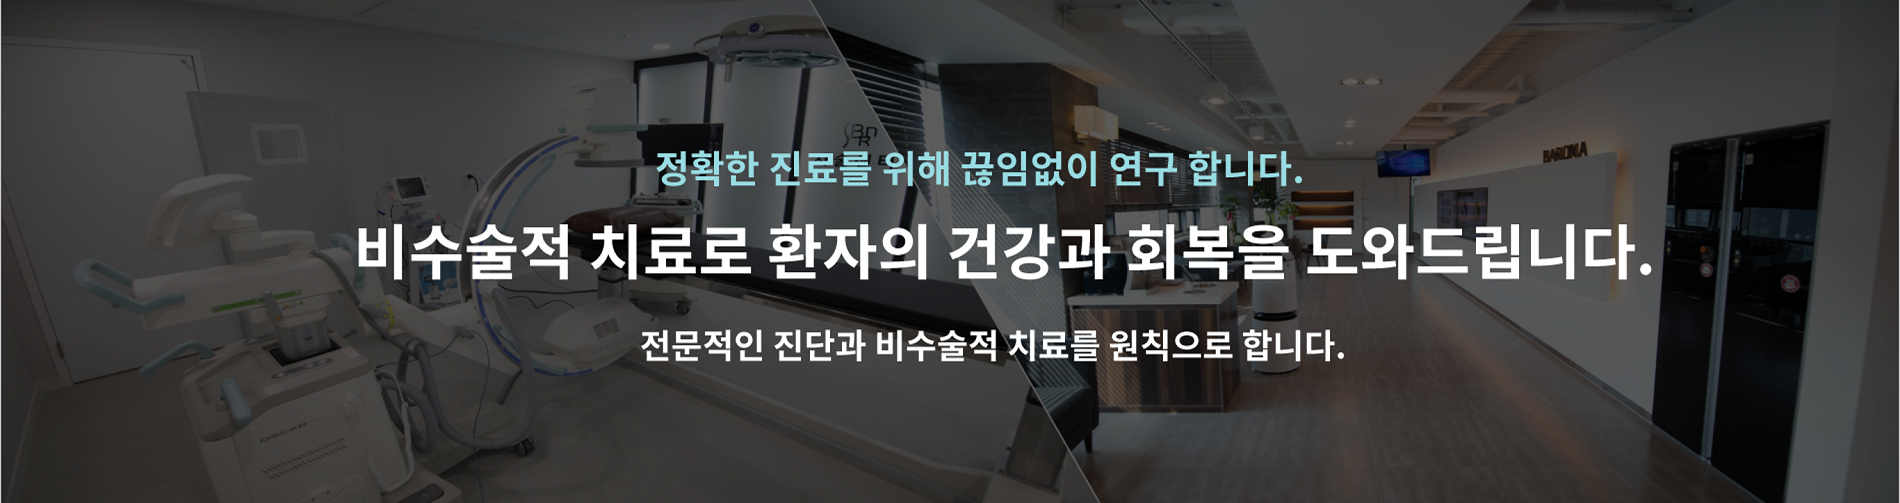 정확한 진료를 위해 끊임없이 연구 합니다.
비수술적 치료로 환자의 건강과 회복을 도와드립니다.
전문적인 진단과 비수술적 치료를 원칙으로 합니다.
BARONA
OSCAR